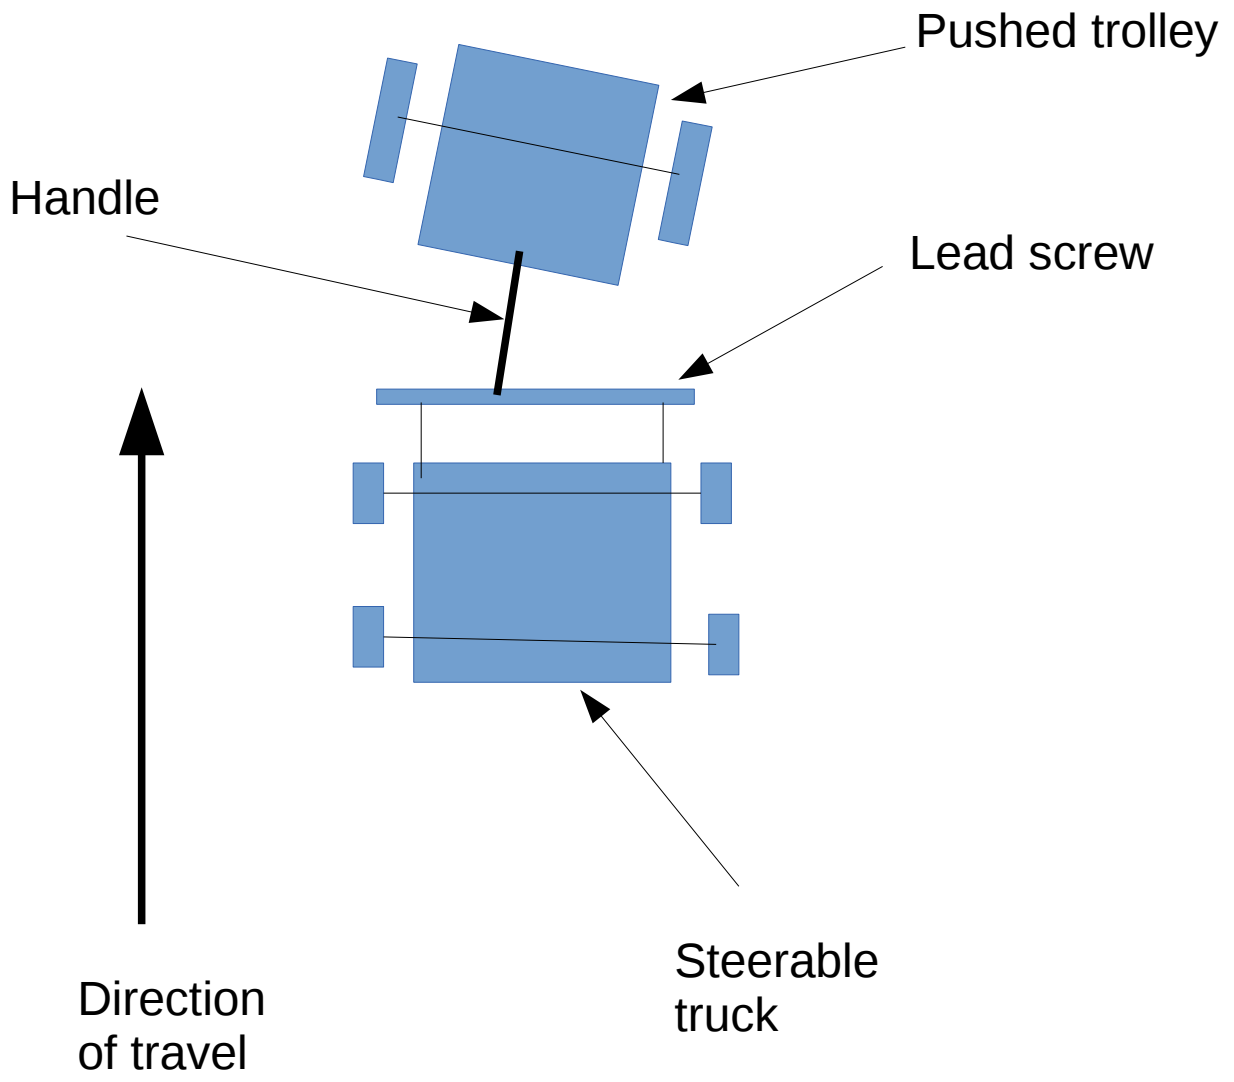 Pushed trolley
Handle
Lead screw
Steerable
truck
Direction
of travel